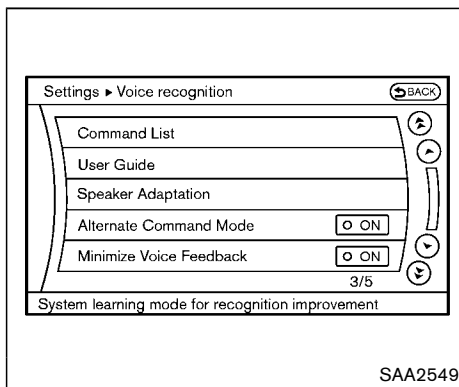 Settings ▶ Voice recognition
BACK
Command List
User Guide
Speaker Adaptation
Alternate Command Mode ON
Minimize Voice Feedback ON
3/5
System learning mode for recognition improvement
SAA2549